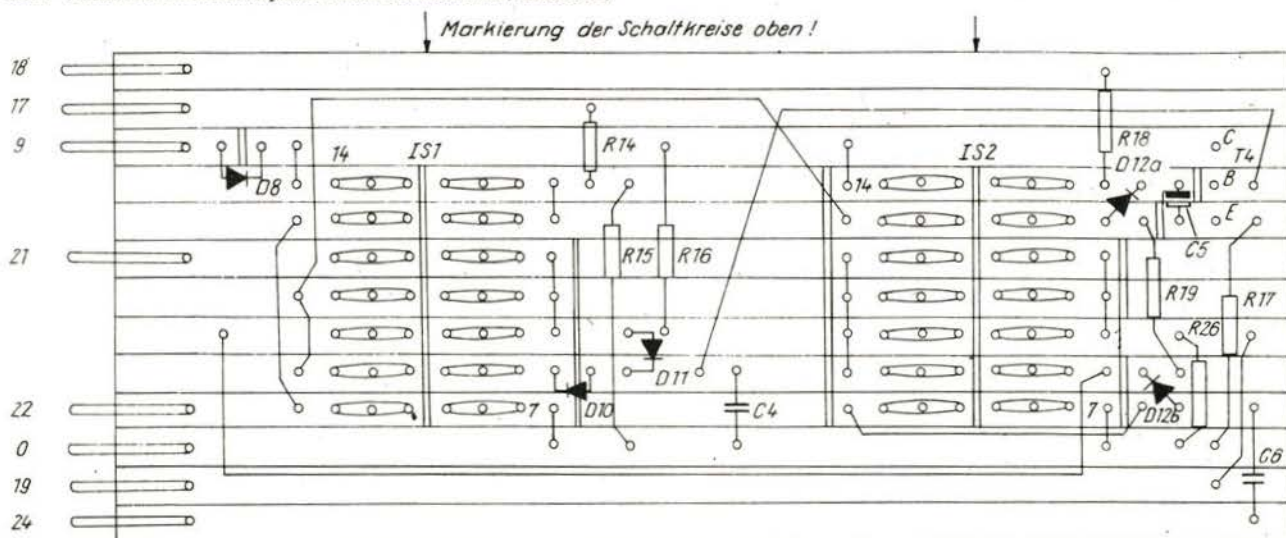 Markierung der Schaltkreise oben !
18
17
9
C
R14
R18
14
IS1
IS2
D12a
T4
D8
14
B
E
C5
21
R15
R16
R19
R17
R26
D11
22
7
D10
C4
7
D12b
0
C6
19
24